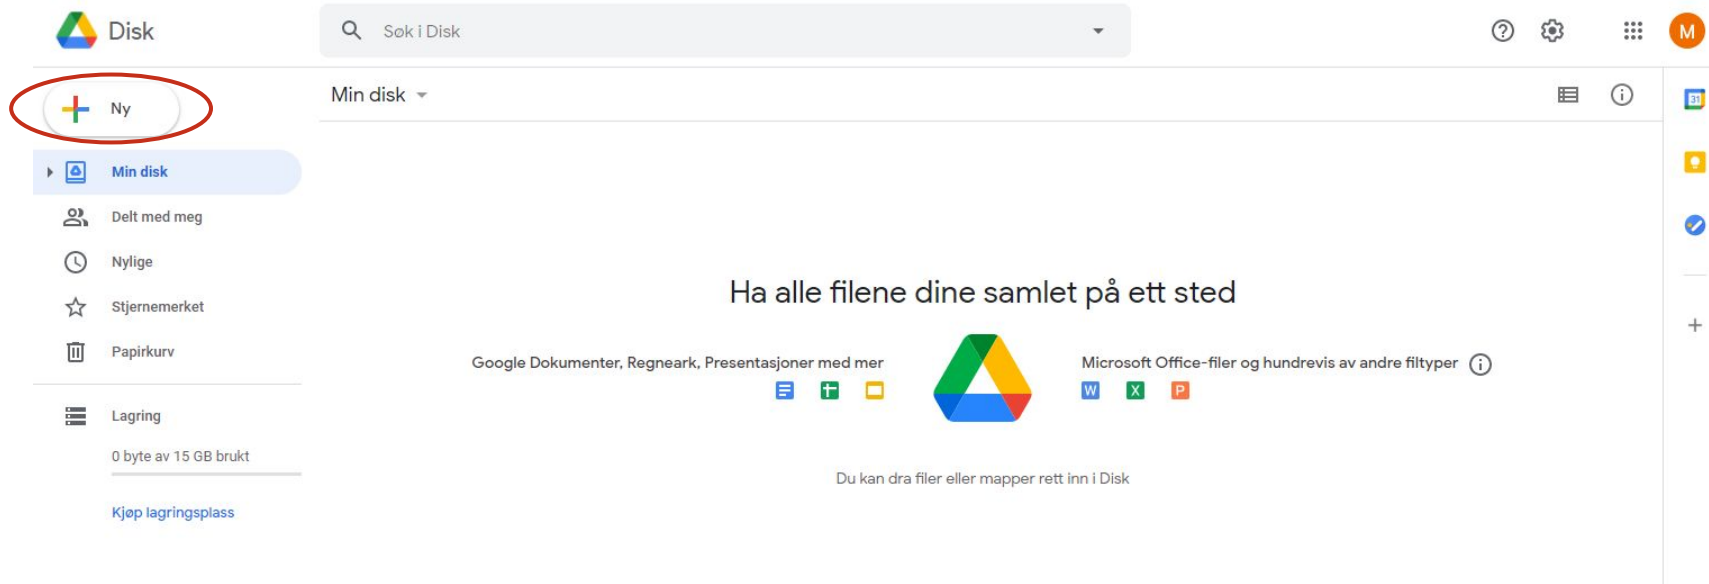 Disk
Søk i Disk
M
Ny
Min disk
31
Min disk
Delt med meg
Nylige
Stjernemerket
Papirkurv
Lagring
0 byte av 15 GB brukt
Kjøp lagringsplass
Ha alle filene dine samlet på ett sted
Google Dokumenter, Regneark, Presentasjoner med mer
Microsoft Office-filer og hundrevis av andre filtyper
W X P
Du kan dra filer eller mapper rett inn i Disk